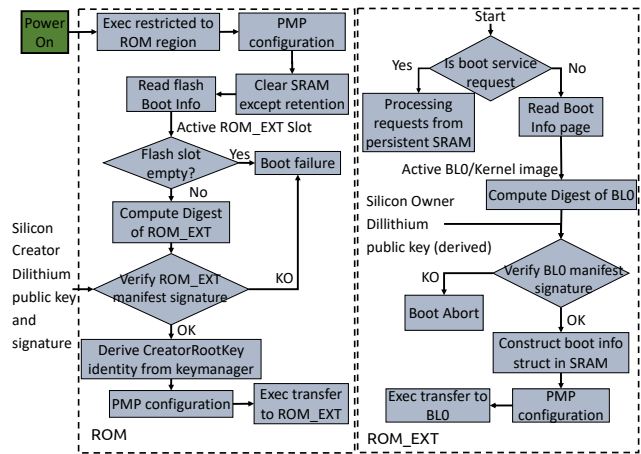 Power
On
Exec restricted to
ROM region
PMP
configuration
Clear SRAM
except retention
Read flash
Boot Info
Active ROM_EXT Slot
Flash slot
empty?
Yes
Boot failure
No
Compute Digest
of ROM_EXT
Silicon
Creator
Dilithium
public key
and
signature
Verify ROM_EXT
manifest signature
KO
OK
Derive CreatorRootKey
identity from keymanager
PMP configuration
Exec transfer
to ROM_EXT
ROM
Start
Is boot service
request
Yes
No
Processing
requests from
persistent SRAM
Read Boot
Info page
Active BL0/Kernel image
Compute Digest of BL0
Silicon Owner
Dillithium
public key (derived)
Verify BL0 manifest
signature
KO
Boot Abort
OK
Construct boot info
struct in SRAM
PMP
configuration
Exec transfer to
BL0
ROM_EXT